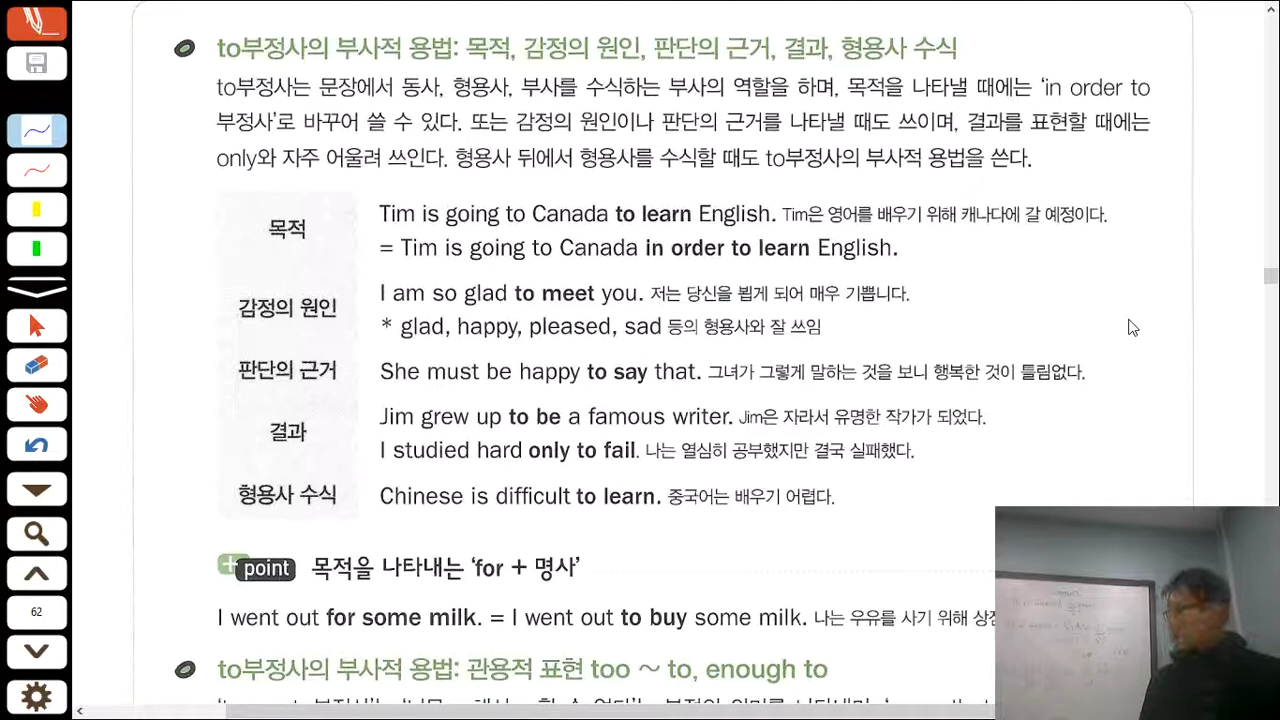 to부정사의 부사적 용법: 목적, 감정의 원인, 판단의 근거, 결과, 형용사 수식
to부정사는 문장에서 동사, 형용사, 부사를 수식하는 부사의 역할을 하며, 목적을 나타낼 때에는 ‘in order to
부정사’로 바꾸어 쓸 수 있다. 또는 감정의 원인이나 판단의 근거를 나타낼 때도 쓰이며, 결과를 표현할 때에는
only와 자주 어울려 쓰인다. 형용사 뒤에서 형용사를 수식할 때도 to부정사의 부사적 용법을 쓴다.
목적
Tim is going to Canada to learn English. Tim은 영어를 배우기 위해 캐나다에 갈 예정이다.
= Tim is going to Canada in order to learn English.
감정의 원인
I am so glad to meet you. 저는 당신을 뵙게 되어 매우 기쁩니다.
* glad, happy, pleased, sad 등의 형용사와 잘 쓰임
판단의 근거
She must be happy to say that. 그녀가 그렇게 말하는 것을 보니 행복한 것이 틀림없다.
결과
Jim grew up to be a famous writer. Jim은 자라서 유명한 작가가 되었다.
I studied hard only to fail. 나는 열심히 공부했지만 결국 실패했다.
형용사 수식
Chinese is difficult to learn. 중국어는 배우기 어렵다.
+ point 목적을 나타내는 ‘for + 명사’
I went out for some milk. = I went out to buy some milk. 나는 우유를 사기 위해 상
to부정사의 부사적 용법: 관용적 표현 too ~ to, enough to
62